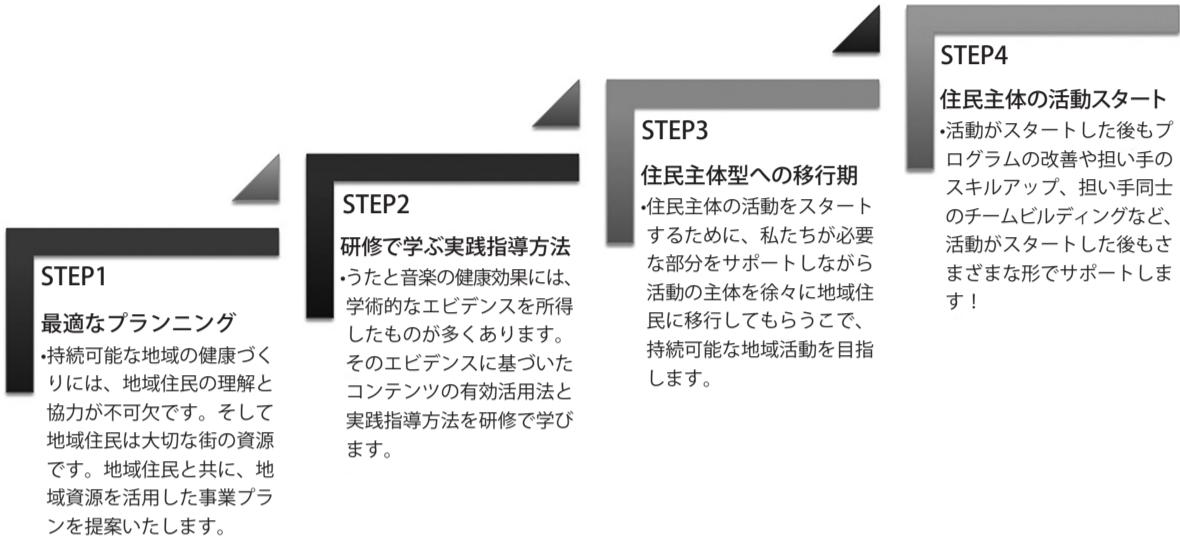 STEP1
最適なプランニング
•持続可能な地域の健康づく
りには、地域住民の理解と
協力が不可欠です。そして
地域住民は大切な街の資源
です。地域住民と共に、地
域資源を活用した事業プラ
ンを提案いたします。
STEP2
研修で学ぶ実践指導方法
•うたと音楽の健康効果には、
学術的なエビデンスを所得
したものが多くあります。
そのエビデンスに基づいた
コンテンツの有効活用法と
実践指導方法を研修で学び
ます。
STEP3
住民主体型への移行期
•住民主体の活動をスタート
するために、私たちが必要
な部分をサポートしながら
活動の主体を徐々に地域住
民に移行してもらうこで、
持続可能な地域活動を目指
します。
STEP4
住民主体の活動スタート
•活動がスタートした後もプ
ログラムの改善や担い手の
スキルアップ、担い手同士
のチームビルディングなど、
活動がスタートした後もさ
まざまな形でサポートしま
す！